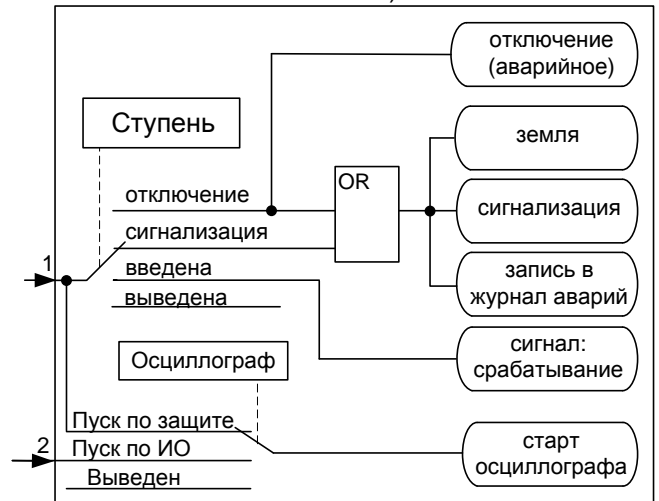 отключение
(аварийное)
Ступень
земля
OR
отключение
сигнализация
сигнализация
1
введена
запись в
журнал аварий
выведена
сигнал:
срабатывание
Осциллограф
Пуск по защите
2
Пуск по ИО
старт
осциллографа
Выведен